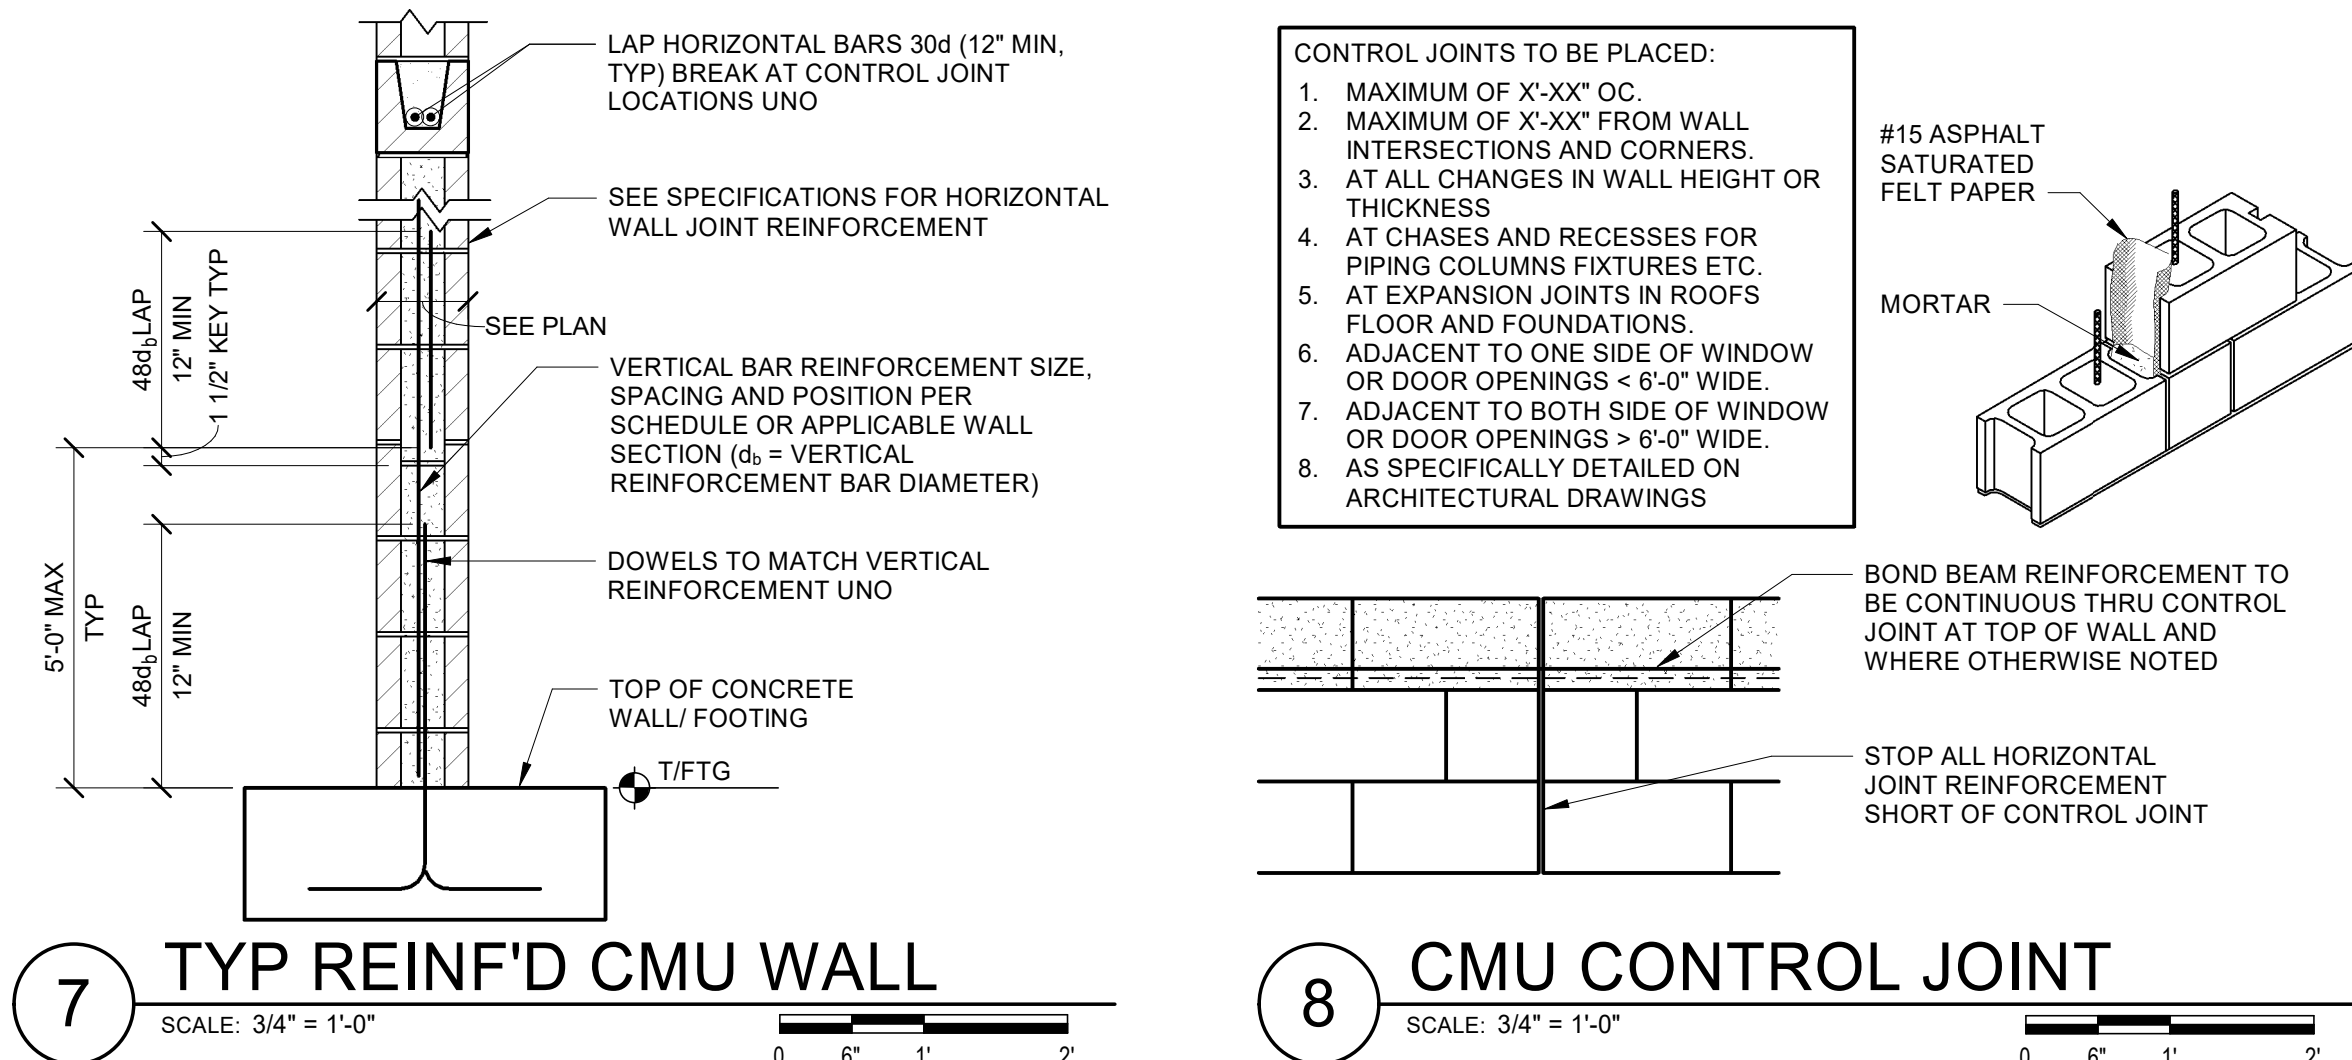 LAP HORIZONTAL BARS 30d (12" MIN,
TYP) BREAK AT CONTROL JOINT
LOCATIONS UNO
SEE SPECIFICATIONS FOR HORIZONTAL
WALL JOINT REINFORCEMENT
48dbLAP
12" MIN
1 1/2" KEY TYP
SEE PLAN
VERTICAL BAR REINFORCEMENT SIZE,
SPACING AND POSITION PER
SCHEDULE OR APPLICABLE WALL
SECTION (db = VERTICAL
REINFORCEMENT BAR DIAMETER)
DOWELS TO MATCH VERTICAL
REINFORCEMENT UNO
5'-0" MAX
TYP
48dbLAP
12" MIN
TOP OF CONCRETE
WALL/ FOOTING
T/FTG
7
TYP REINF'D CMU WALL
SCALE: 3/4" = 1'-0"
0 6" 1' 2'
CONTROL JOINTS TO BE PLACED:
1. MAXIMUM OF X'-XX" OC.
2. MAXIMUM OF X'-XX" FROM WALL
INTERSECTIONS AND CORNERS.
3. AT ALL CHANGES IN WALL HEIGHT OR
THICKNESS
4. AT CHASES AND RECESSES FOR
PIPING COLUMNS FIXTURES ETC.
5. AT EXPANSION JOINTS IN ROOFS
FLOOR AND FOUNDATIONS.
6. ADJACENT TO ONE SIDE OF WINDOW
OR DOOR OPENINGS < 6'-0" WIDE.
7. ADJACENT TO BOTH SIDE OF WINDOW
OR DOOR OPENINGS > 6'-0" WIDE.
8. AS SPECIFICALLY DETAILED ON
ARCHITECTURAL DRAWINGS
#15 ASPHALT
SATURATED
FELT PAPER
MORTAR
BOND BEAM REINFORCEMENT TO
BE CONTINUOUS THRU CONTROL
JOINT AT TOP OF WALL AND
WHERE OTHERWISE NOTED
STOP ALL HORIZONTAL
JOINT REINFORCEMENT
SHORT OF CONTROL JOINT
8
CMU CONTROL JOINT
SCALE: 3/4" = 1'-0"
0 6" 1' 2'